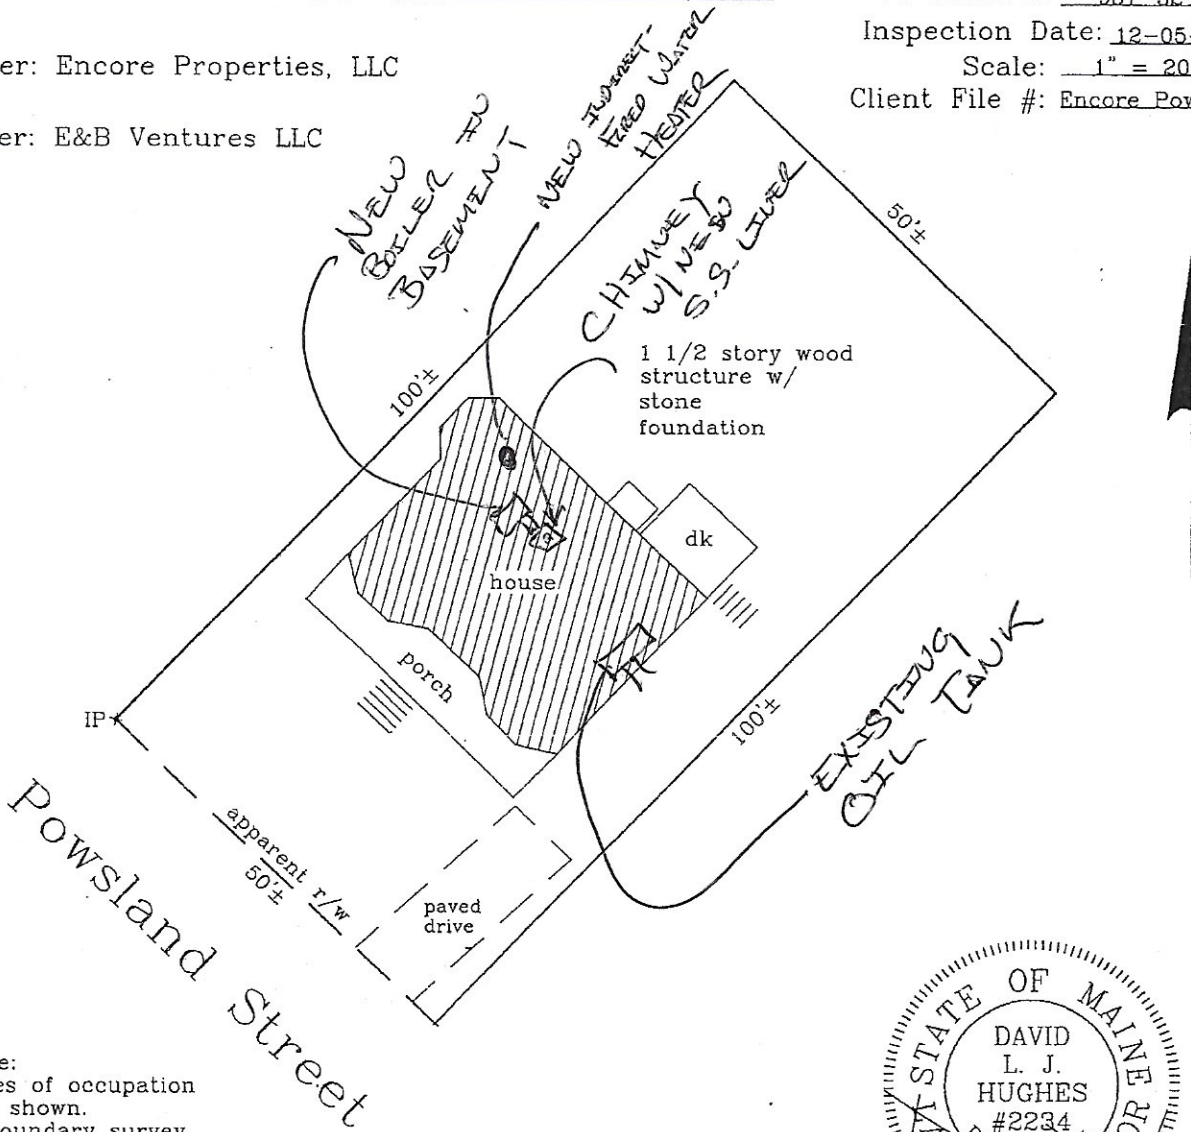 er: Encore Properties, LLC
er: E&B Ventures LLC
Inspection Date: 12-05-
Scale: 1" = 20
Client File #: Encore Pow
NEW
BOILER IN
BASEMENT
NEW INDIRECT-
FIRED WATER
HEATER
CHIMNEY
W/ NEW
S.S. LINER
50'±
100'±
1 1/2 story wood
structure w/
stone
foundation
dk
house
porch
IP
100'±
EXISTING
OIL TANK
apparent r/w
50'±
paved
drive
Powsland Street
e:
es of occupation
shown.
oundary survey
STATE OF MAINE
DAVID
L. J.
HUGHES
#2234